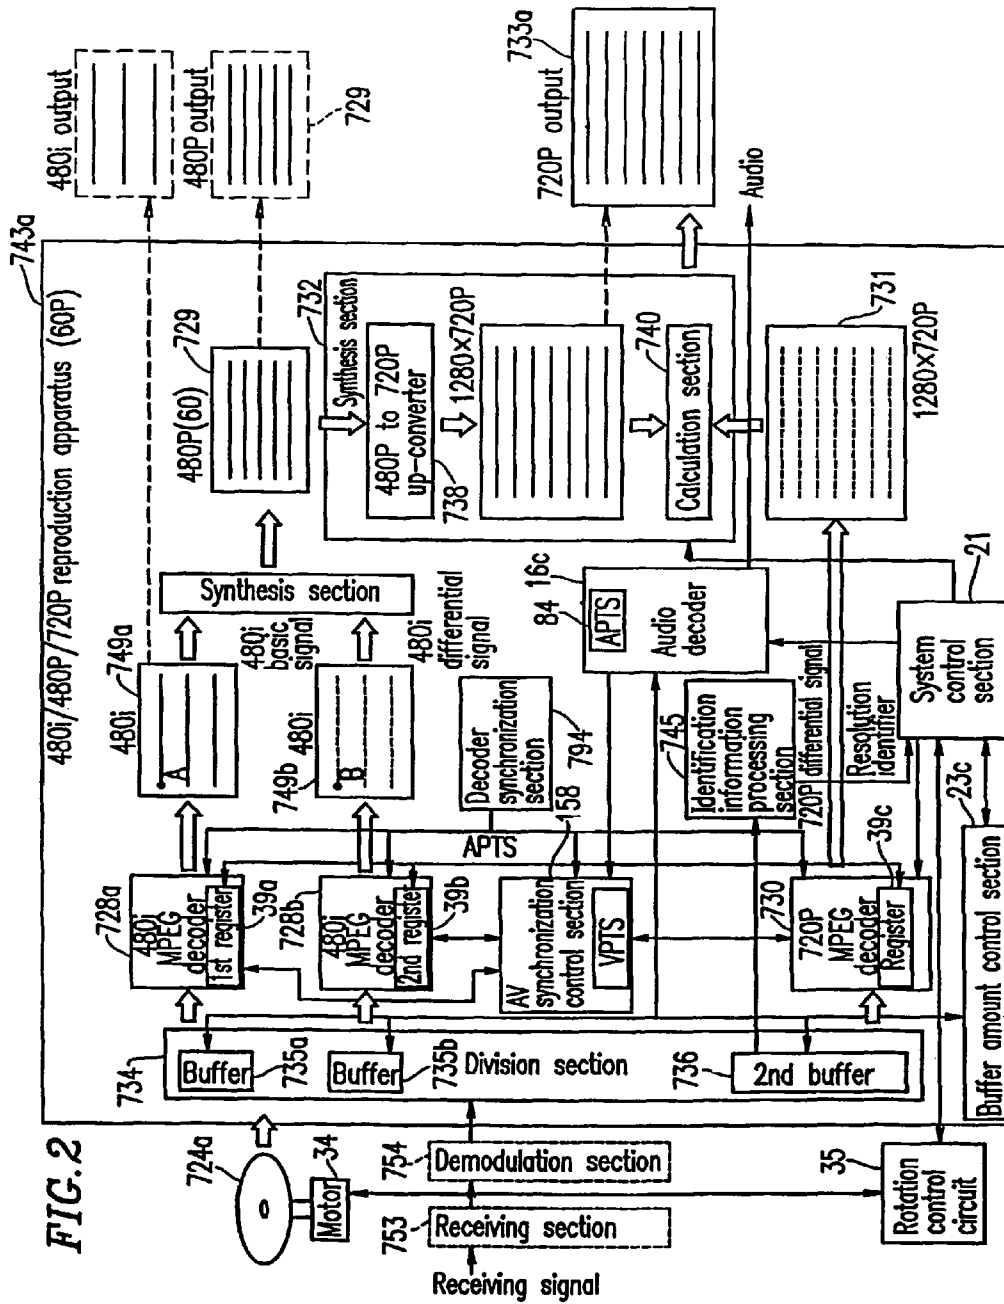 FIG.2
743a
480i/480P/720P reproduction apparatus (60P)
724a
34
Motor
753
Receiving section
Receiving signal
754
Demodulation section
35
Rotation
control
circuit
734
Buffer
735a
Buffer
735b
Division section
736
2nd buffer
728a
480i
MPEG
decoder
1st register
39a
728b
480i
MPEG
decoder
2nd register
39b
APTS
AV
synchronization
control section
VPTS
158
730
720P
MPEG
decoder
Register
39c
Buffer amount control section
23c
480i
749a
A
749b
480i
B
480i
basic
signal
480i
differential
signal
Decoder
synchronization
section
794
745
Identification
information
processing
section
720P differential signal
Resolution
identifier
System
control
section
21
Synthesis section
84
16c
APTS
Audio
decoder
480P(60)
729
732
Synthesis section
480P to 720P
up-converter
738
1280×720P
740
Calculation section
731
1280×720P
480i output
480P output
729
720P output
733a
Audio